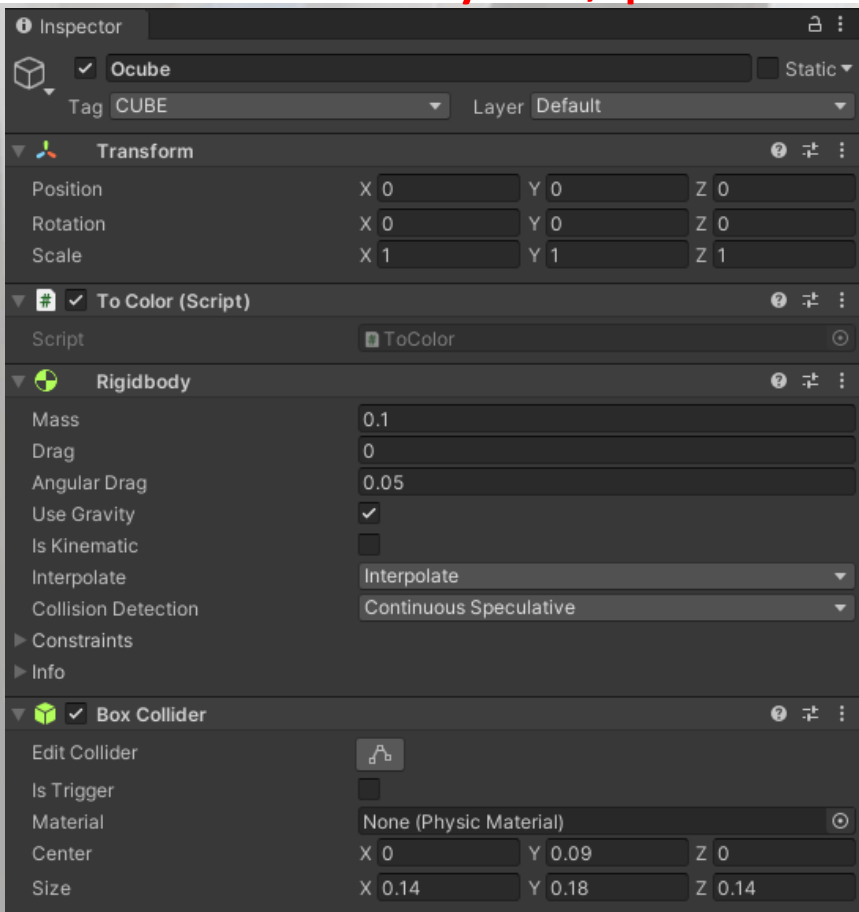 Inspector
Ocube Static
Tag CUBE Layer Default
Transform
Position X 0 Y 0 Z 0
Rotation X 0 Y 0 Z 0
Scale X 1 Y 1 Z 1
# To Color (Script)
Script # ToColor
Rigidbody
Mass 0.1
Drag 0
Angular Drag 0.05
Use Gravity
Is Kinematic
Interpolate Interpolate
Collision Detection Continuous Speculative
Constraints
Info
Box Collider
Edit Collider
Is Trigger
Material None (Physic Material)
Center X 0 Y 0.09 Z 0
Size X 0.14 Y 0.18 Z 0.14